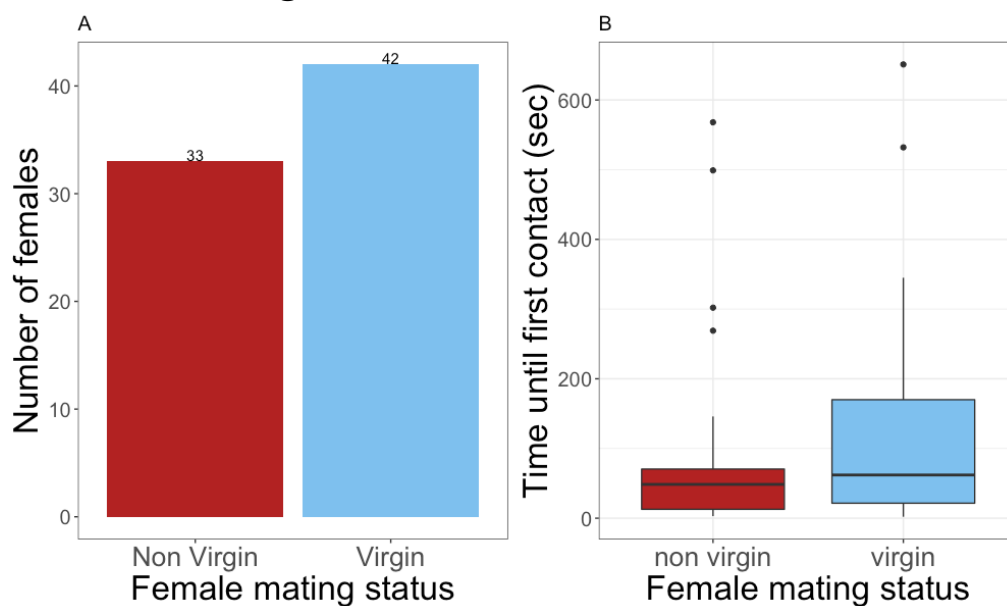 A
Number of females
40
30
20
10
0
33
42
Non Virgin
Virgin
Female mating status
B
Time until first contact (sec)
600
400
200
0
non virgin
virgin
Female mating status